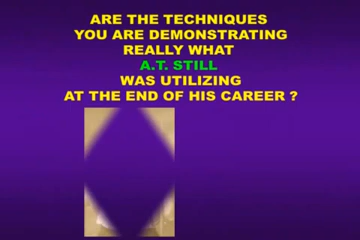 ARE THE TECHNIQUES
YOU ARE DEMONSTRATING
REALLY WHAT
A.T. STILL
WAS UTILIZING
AT THE END OF HIS CAREER ?